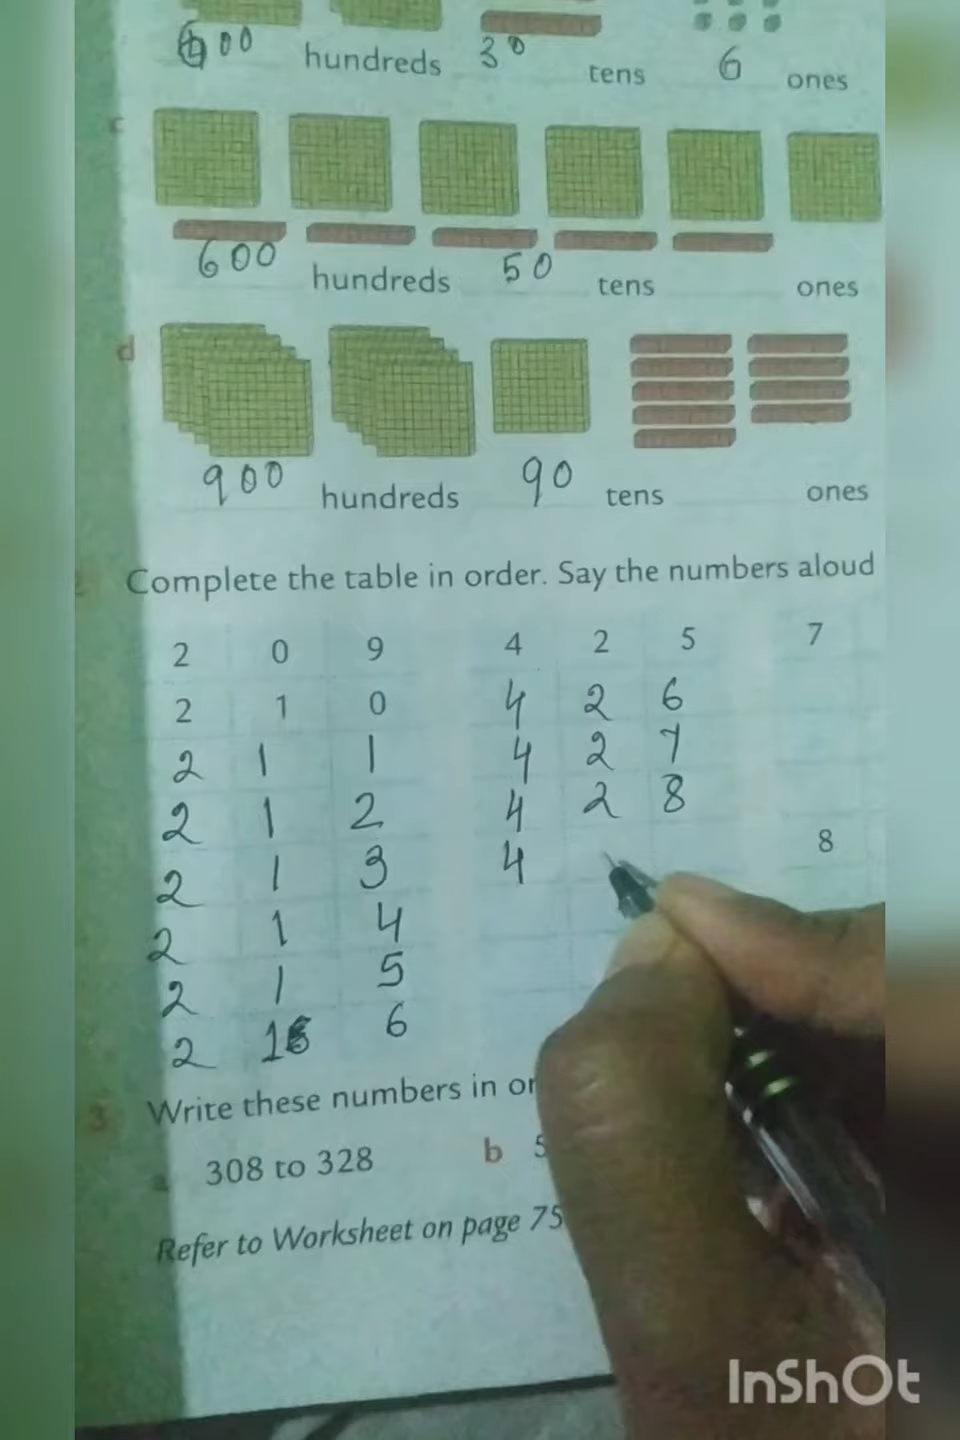 600 hundreds 30 tens 6 ones
c
600 hundreds 50 tens ones
d
900 hundreds 90 tens ones
Complete the table in order. Say the numbers aloud
2 0 9 4 2 5 7
2 1 0 4 2 6
2 1 1 4 2 7
2 1 2 4 2 8
2 1 3 4 8
2 1 4
2 1 5
2 1 6
3 Write these numbers in or
a 308 to 328 b 5
Refer to Worksheet on page 75
InShOt